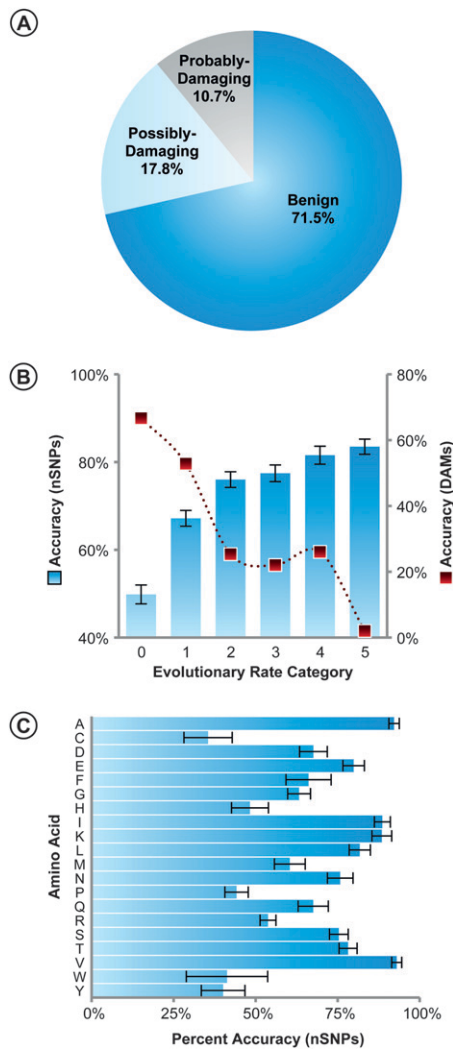 A
Probably-
Damaging
10.7%
Possibly-
Damaging
17.8%
Benign
71.5%
B
100%
80%
60%
40%
Accuracy (nSNPs)
80%
60%
40%
20%
0%
Accuracy (DAMs)
0 1 2 3 4 5
Evolutionary Rate Category
C
Amino Acid
A
C
D
E
F
G
H
I
K
L
M
N
P
Q
R
S
T
V
W
Y
0% 25% 50% 75% 100%
Percent Accuracy (nSNPs)